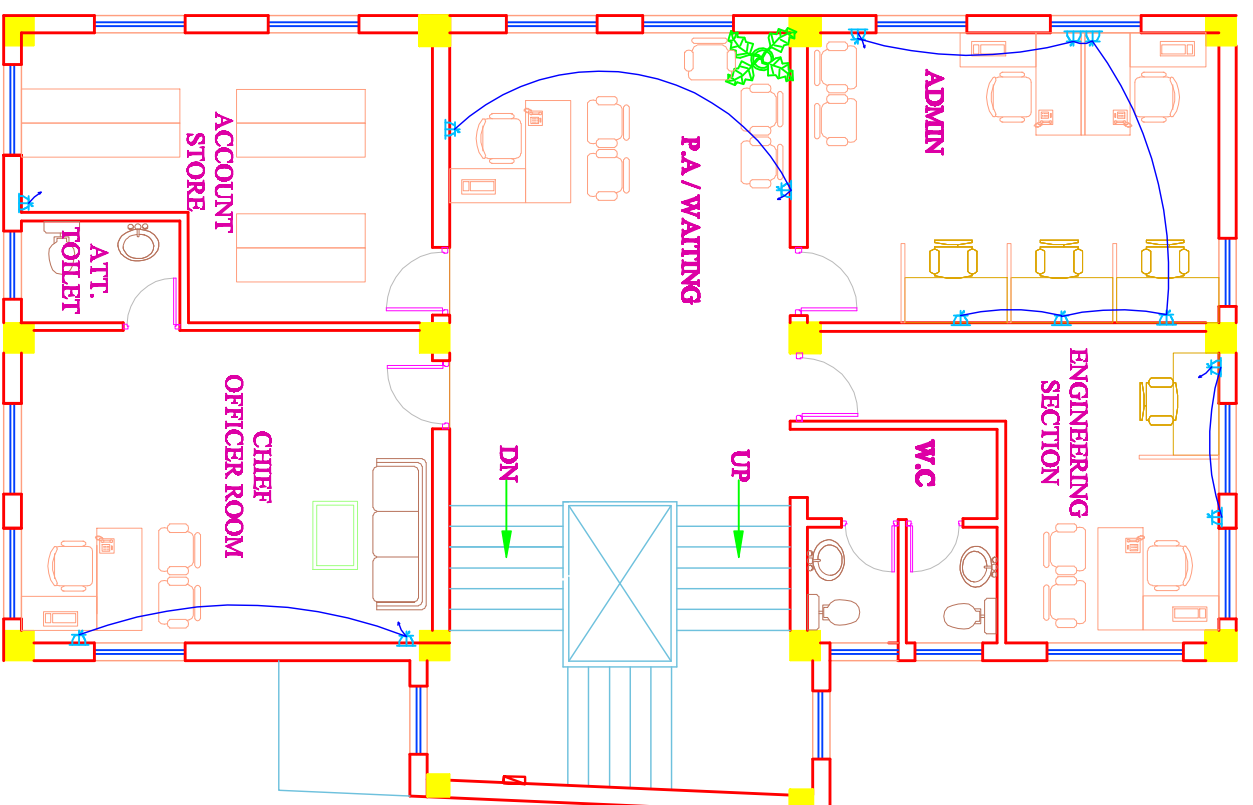 ACCOUNT
STORE
ATT.
TOILET
P.A / WAITING
ADMIN
CHIEF
OFFICER ROOM
DN
UP
W.C
ENGINEERING
SECTION